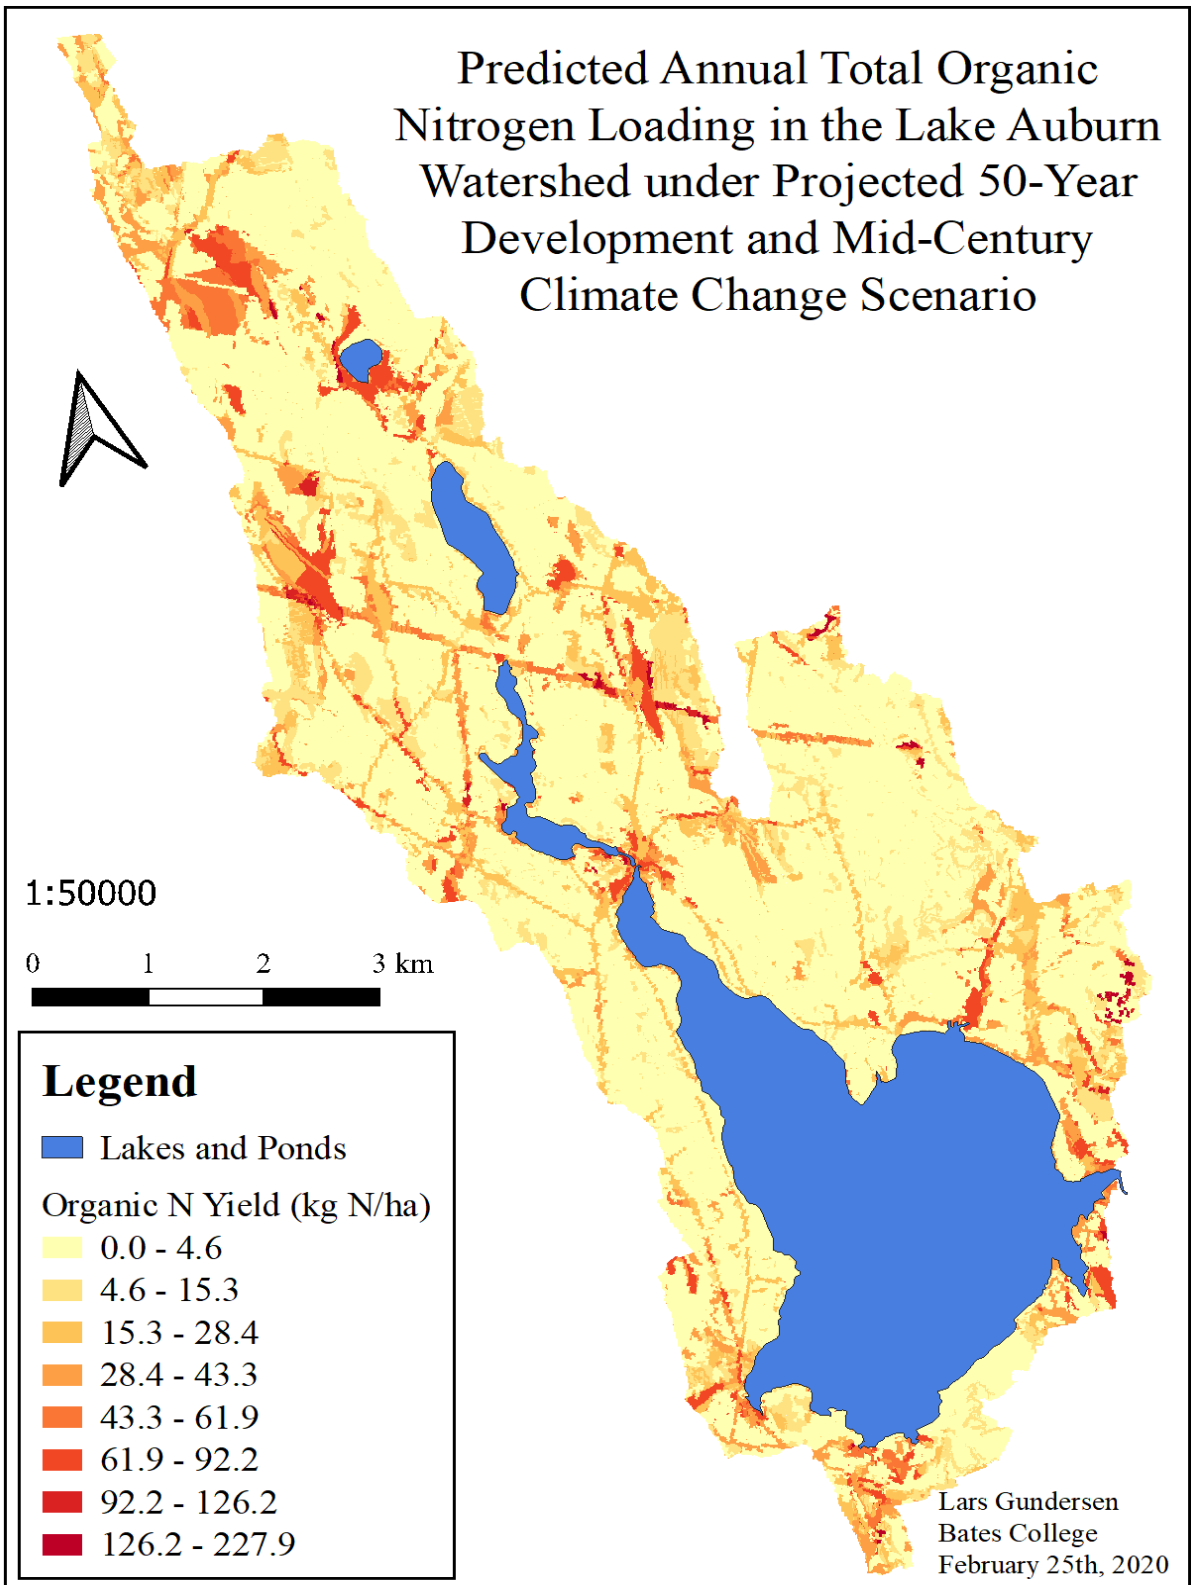 Predicted Annual Total Organic
Nitrogen Loading in the Lake Auburn
Watershed under Projected 50-Year
Development and Mid-Century
Climate Change Scenario
1:50000
0 1 2 3 km
Legend
Lakes and Ponds
Organic N Yield (kg N/ha)
0.0 - 4.6
4.6 - 15.3
15.3 - 28.4
28.4 - 43.3
43.3 - 61.9
61.9 - 92.2
92.2 - 126.2
126.2 - 227.9
Lars Gundersen
Bates College
February 25th, 2020